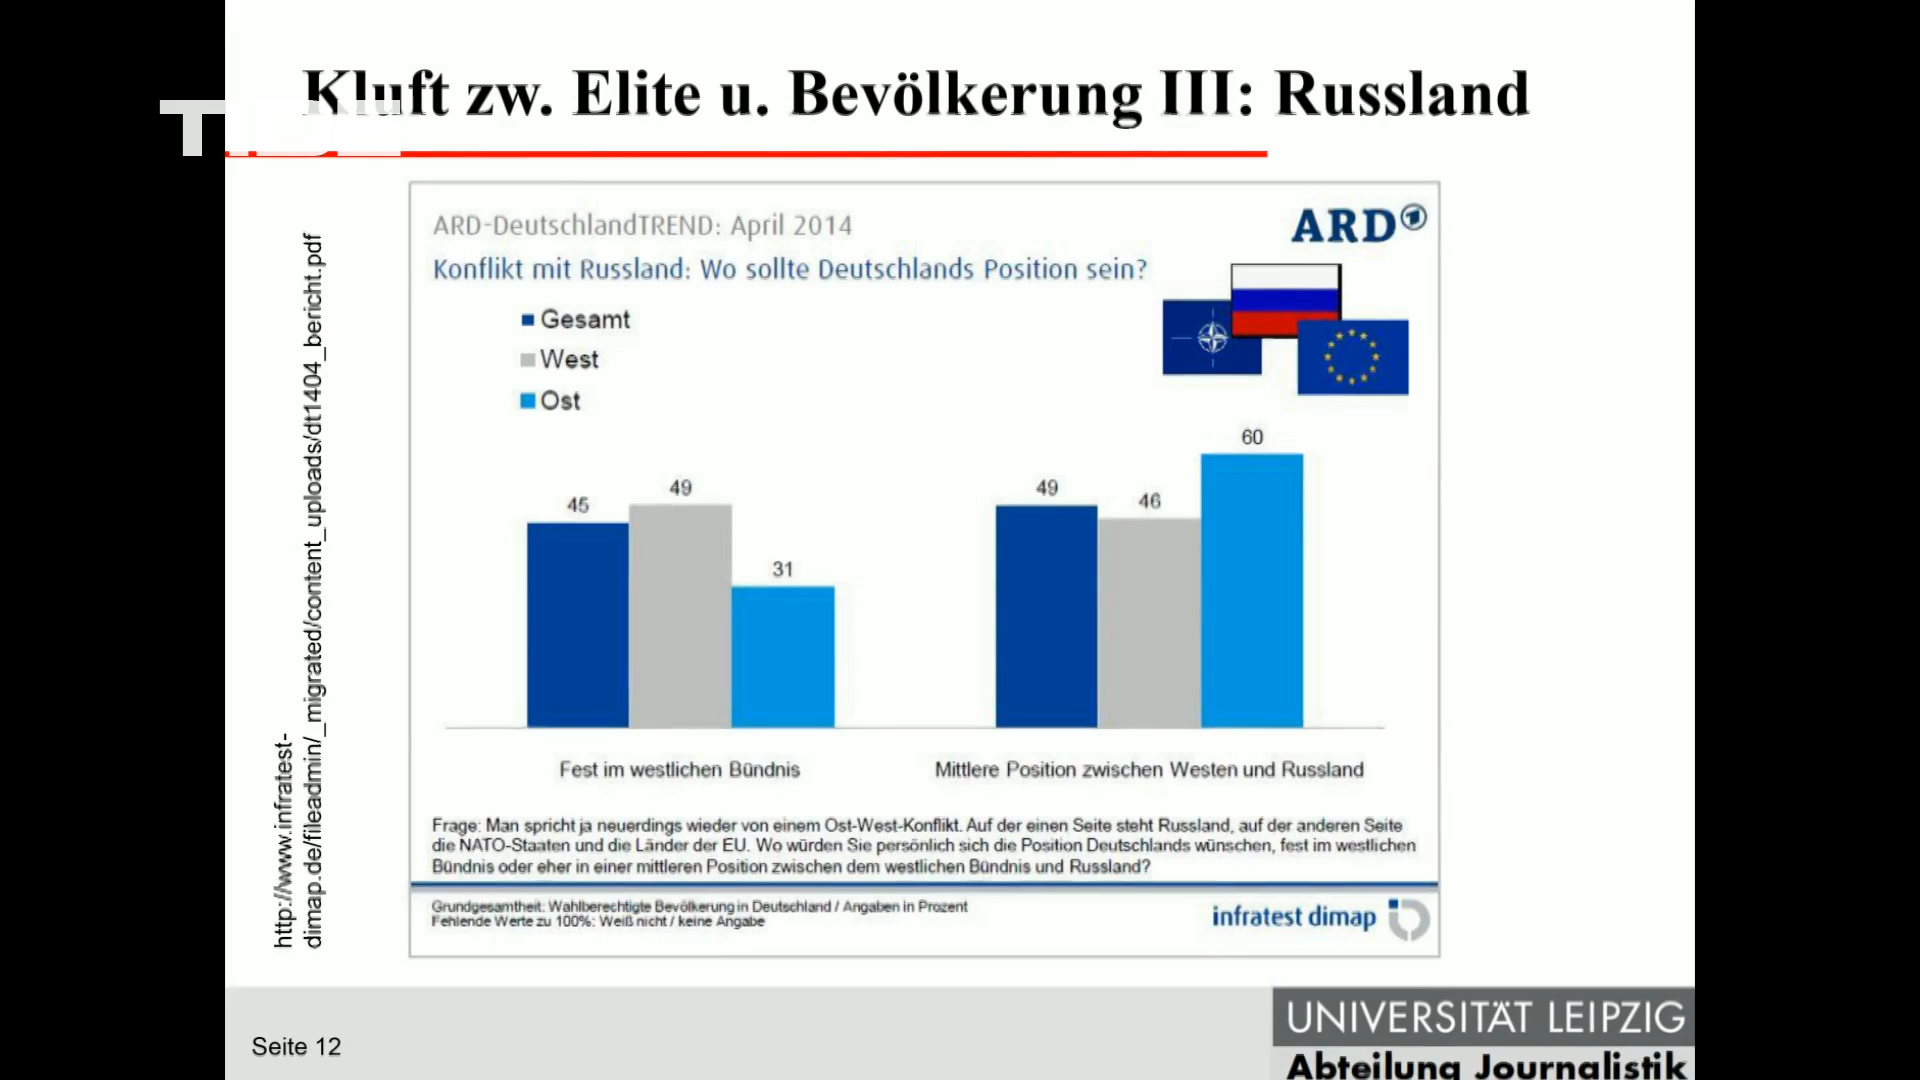 Kluft zw. Elite u. Bevölkerung III: Russland
http://www.infratest-
dimap.de/fileadmin/_migrated/content_uploads/dt1404_bericht.pdf
ARD-DeutschlandTREND: April 2014
ARD
Konflikt mit Russland: Wo sollte Deutschlands Position sein?
Gesamt
West
Ost
45
49
31
49
46
60
Fest im westlichen Bündnis
Mittlere Position zwischen Westen und Russland
Frage: Man spricht ja neuerdings wieder von einem Ost-West-Konflikt. Auf der einen Seite steht Russland, auf der anderen Seite
die NATO-Staaten und die Länder der EU. Wo würden Sie persönlich sich die Position Deutschlands wünschen, fest im westlichen
Bündnis oder eher in einer mittleren Position zwischen dem westlichen Bündnis und Russland?
Grundgesamtheit: Wahlberechtigte Bevölkerung in Deutschland / Angaben in Prozent
Fehlende Werte zu 100%: Weiß nicht / keine Angabe
infratest dimap
Seite 12
UNIVERSITÄT LEIPZIG
Abteilung Journalistik